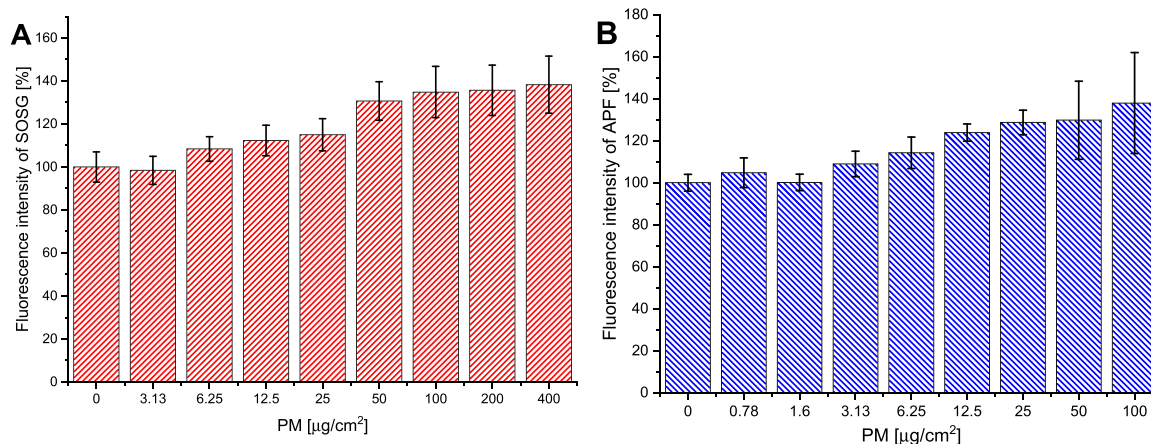 A
Fluorescence intensity of SOSG [%]
160
140
120
100
80
60
40
20
0
0 3.13 6.25 12.5 25 50 100 200 400
PM [μg/cm²]
B
Fluorescence intensity of APF [%]
180
160
140
120
100
80
60
40
20
0
0 0.78 1.6 3.13 6.25 12.5 25 50 100
PM [μg/cm²]